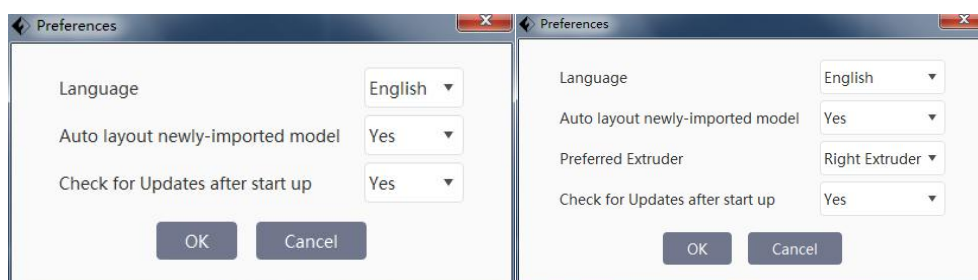 Preferences
Language English
Auto layout newly-imported model Yes
Check for Updates after start up Yes
OK Cancel
Preferences
Language English
Auto layout newly-imported model Yes
Preferred Extruder Right Extruder
Check for Updates after start up Yes
OK Cancel